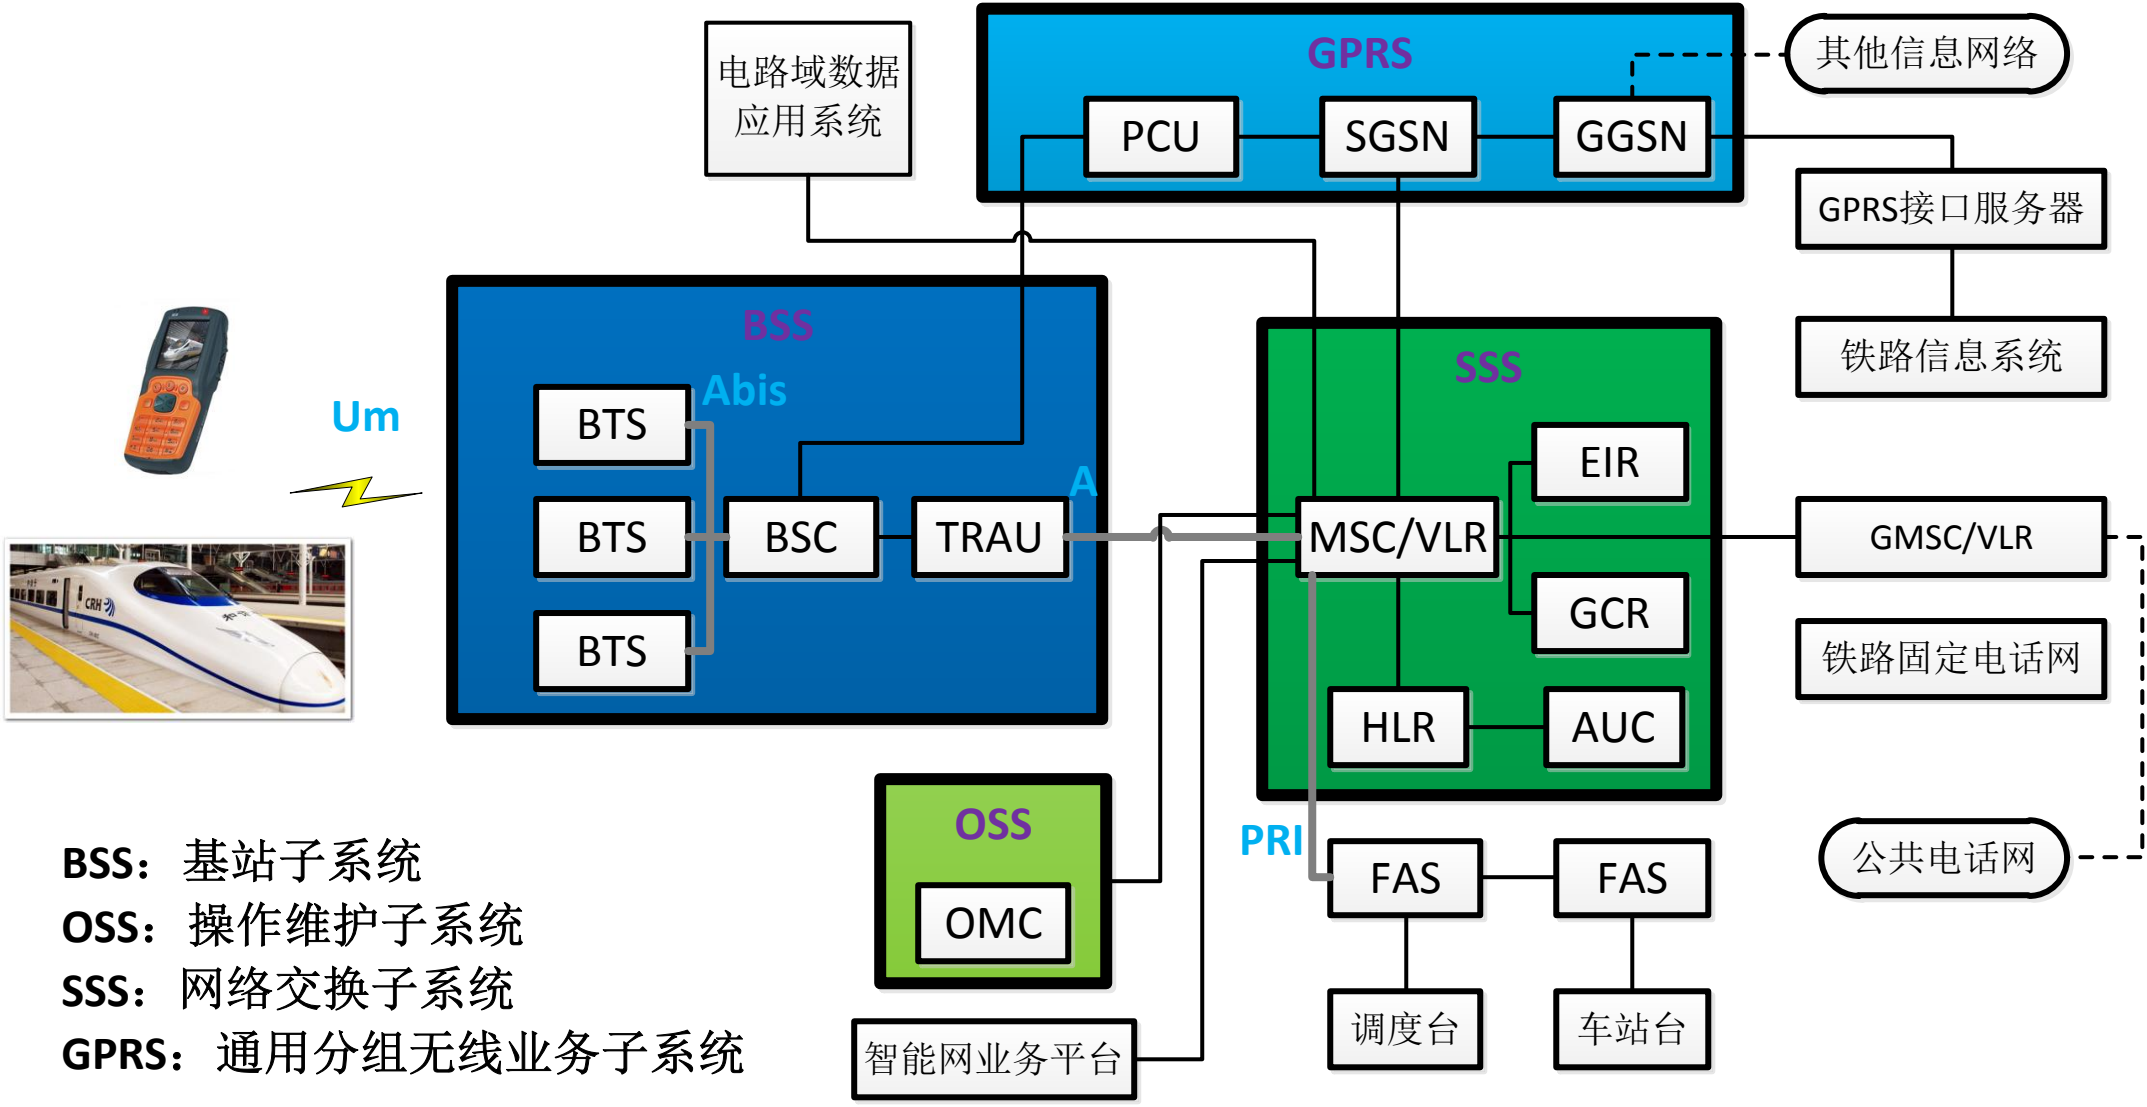 电路域数据
应用系统
GPRS
PCU
SGSN
GGSN
其他信息网络
GPRS接口服务器
铁路信息系统
Um
BSS
Abis
BTS
BTS
BTS
BSC
TRAU
A
SSS
MSC/VLR
EIR
GCR
HLR
AUC
GMSC/VLR
铁路固定电话网
公共电话网
CRH
OSS
OMC
PRI
FAS
FAS
调度台
车站台
智能网业务平台
BSS：基站子系统
OSS：操作维护子系统
SSS：网络交换子系统
GPRS：通用分组无线业务子系统